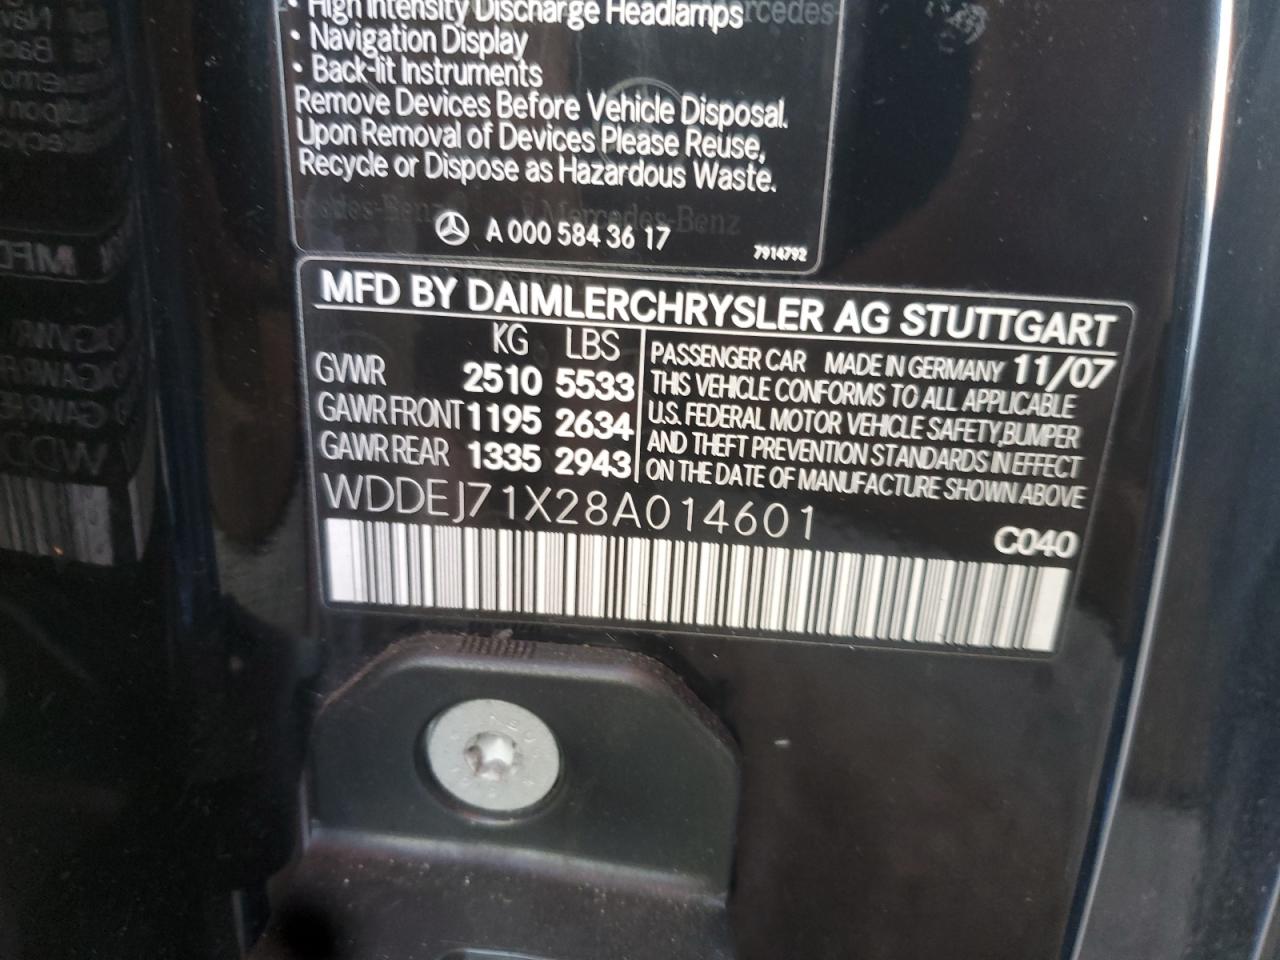 • High Intensity Discharge Headlamps
• Navigation Display
• Back-lit Instruments
Remove Devices Before Vehicle Disposal.
Upon Removal of Devices Please Reuse,
Recycle or Dispose as Hazardous Waste.
Mercedes-Benz
A 000 584 36 17
7914792
MFD BY DAIMLERCHRYSLER AG STUTTGART
KG LBS
GVWR 2510 5533
GAWR FRONT 1195 2634
GAWR REAR 1335 2943
PASSENGER CAR MADE IN GERMANY 11/07
THIS VEHICLE CONFORMS TO ALL APPLICABLE
U.S. FEDERAL MOTOR VEHICLE SAFETY,BUMPER
AND THEFT PREVENTION STANDARDS IN EFFECT
ON THE DATE OF MANUFACTURE SHOWN ABOVE
WDDEJ71X28A014601
C040